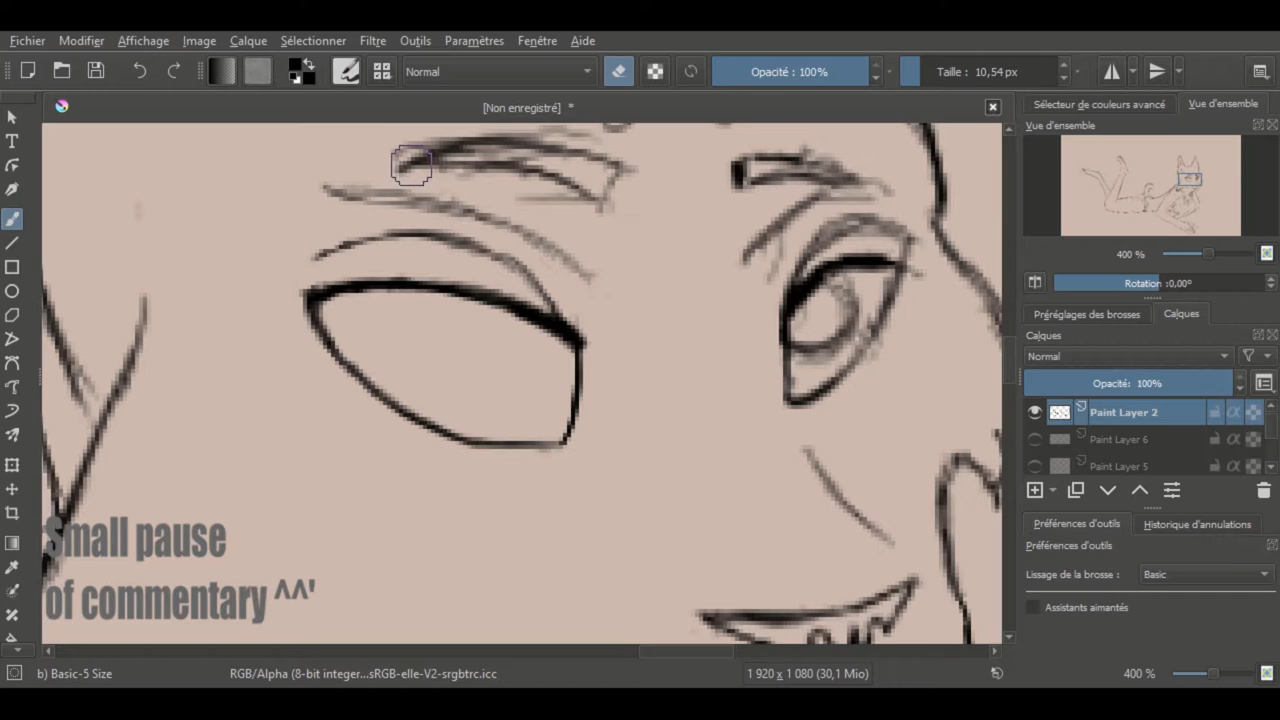 Fichier Modifier Affichage Image Calque Sélectionner Filtre Outils Paramètres Fenêtre Aide
Normal Opacité : 100% Taille : 10,54 px
[Non enregistré] *
Sélecteur de couleurs avancé Vue d'ensemble
Vue d'ensemble
400 %
Rotation :0,00°
Préréglages des brosses Calques
Calques
Normal
Opacité: 100%
Paint Layer 2
Paint Layer 6
Paint Layer 5
Préférences d'outils Historique d'annulations
Préférences d'outils
Lissage de la brosse : Basic
Assistants aimantés
Small pause
of commentary ^^'
b) Basic-5 Size RGB/Alpha (8-bit integer...sRGB-elle-V2-srgbtrc.icc 1 920 x 1 080 (30,1 Mio) 400 %